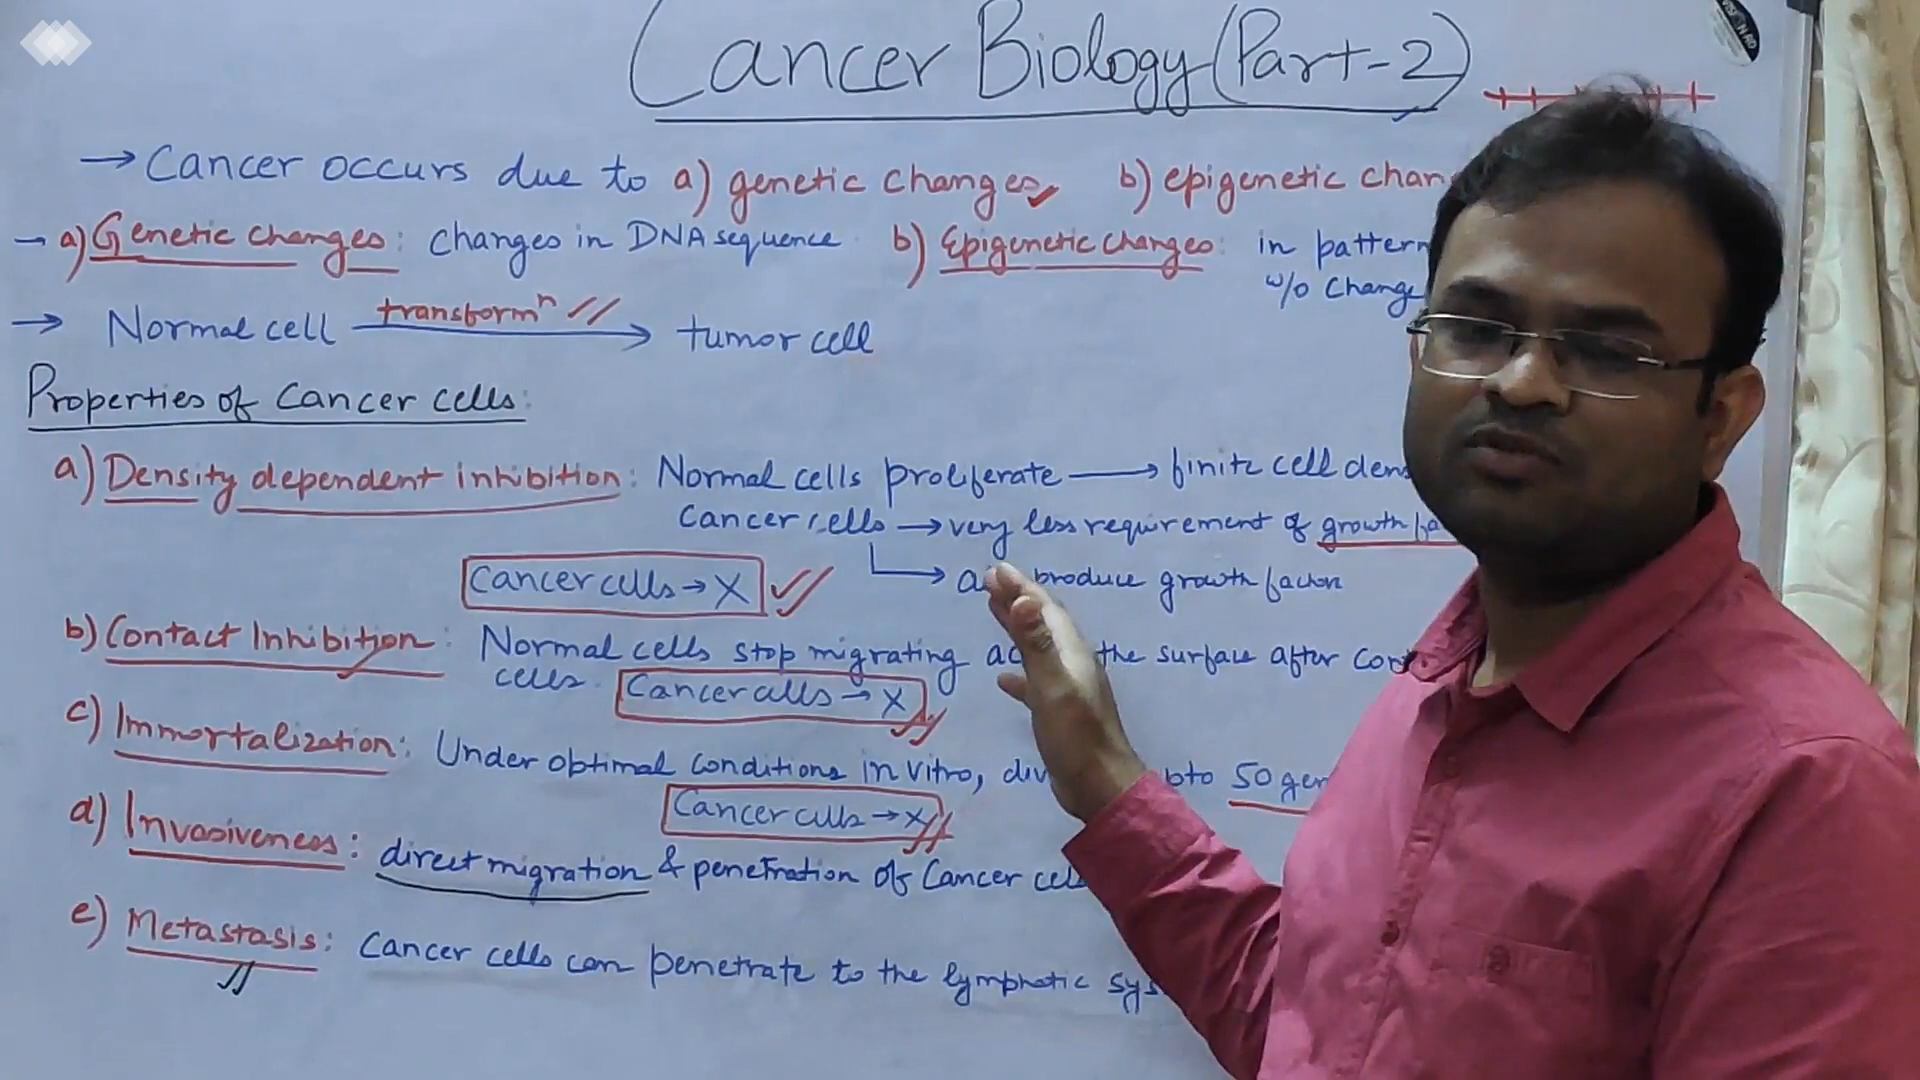 Cancer Biology (Part-2)
→ Cancer occurs due to a) genetic changes b) epigenetic chan
→ a) Genetic changes: changes in DNA sequence b) Epigenetic changes: in pattern
w/o change
→ Normal cell transformⁿ → tumor cell
Properties of Cancer cells:
a) Density dependent inhibition: Normal cells proliferate → finite cell dens
Cancer cells → very less requirement of growth fa
Cancer cells → X
→ produce growth factors
b) Contact Inhibition: Normal cells stop migrating the surface after con
cells. Cancer cells → X
c) Immortalization: Under optimal conditions in vitro, div upto 50 gen
Cancer cells → X
d) Invasiveness: direct migration & penetration of Cancer cell
e) Metastasis: Cancer cells can penetrate to the lymphatic sys